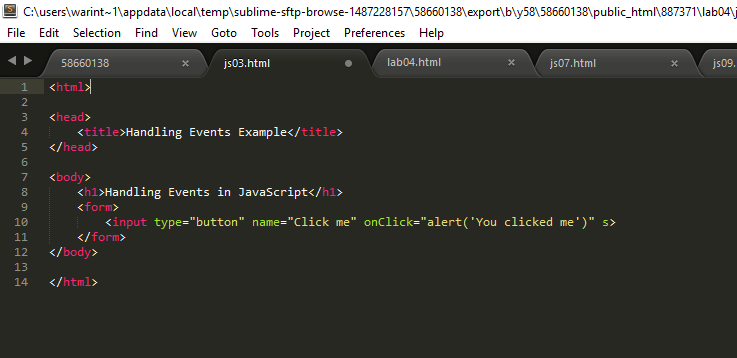 C:\users\warint~1\appdata\local\temp\sublime-sftp-browse-1487228157\58660138\export\b\y58\58660138\public_html\887371\lab04\j
File Edit Selection Find View Goto Tools Project Preferences Help
58660138 js03.html lab04.html js07.html js09.
1 <html>
2
3 <head>
4 <title>Handling Events Example</title>
5 </head>
6
7 <body>
8 <h1>Handling Events in JavaScript</h1>
9 <form>
10 <input type="button" name="Click me" onClick="alert('You clicked me')" s>
11 </form>
12 </body>
13
14 </html>